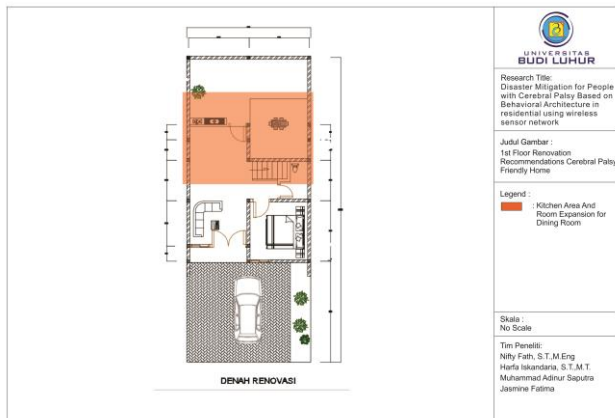 UNIVERSITAS
BUDI LUHUR
Research Title:
Disaster Mitigation for People
with Cerebral Palsy Based on
Behavioral Architecture in
residential using wireless
sensor network
Judul Gambar :
1st Floor Renovation
Recommendations Cerebral Palsy
Friendly Home
Legend :
: Kitchen Area And
Room Expansion for
Dining Room
Skala :
No Scale
Tim Peneliti:
Nifty Fath, S.T.,M.Eng
Harfa Iskandaria, S.T.,M.T.
Muhammad Adinur Saputra
Jasmine Fatima
DENAH RENOVASI